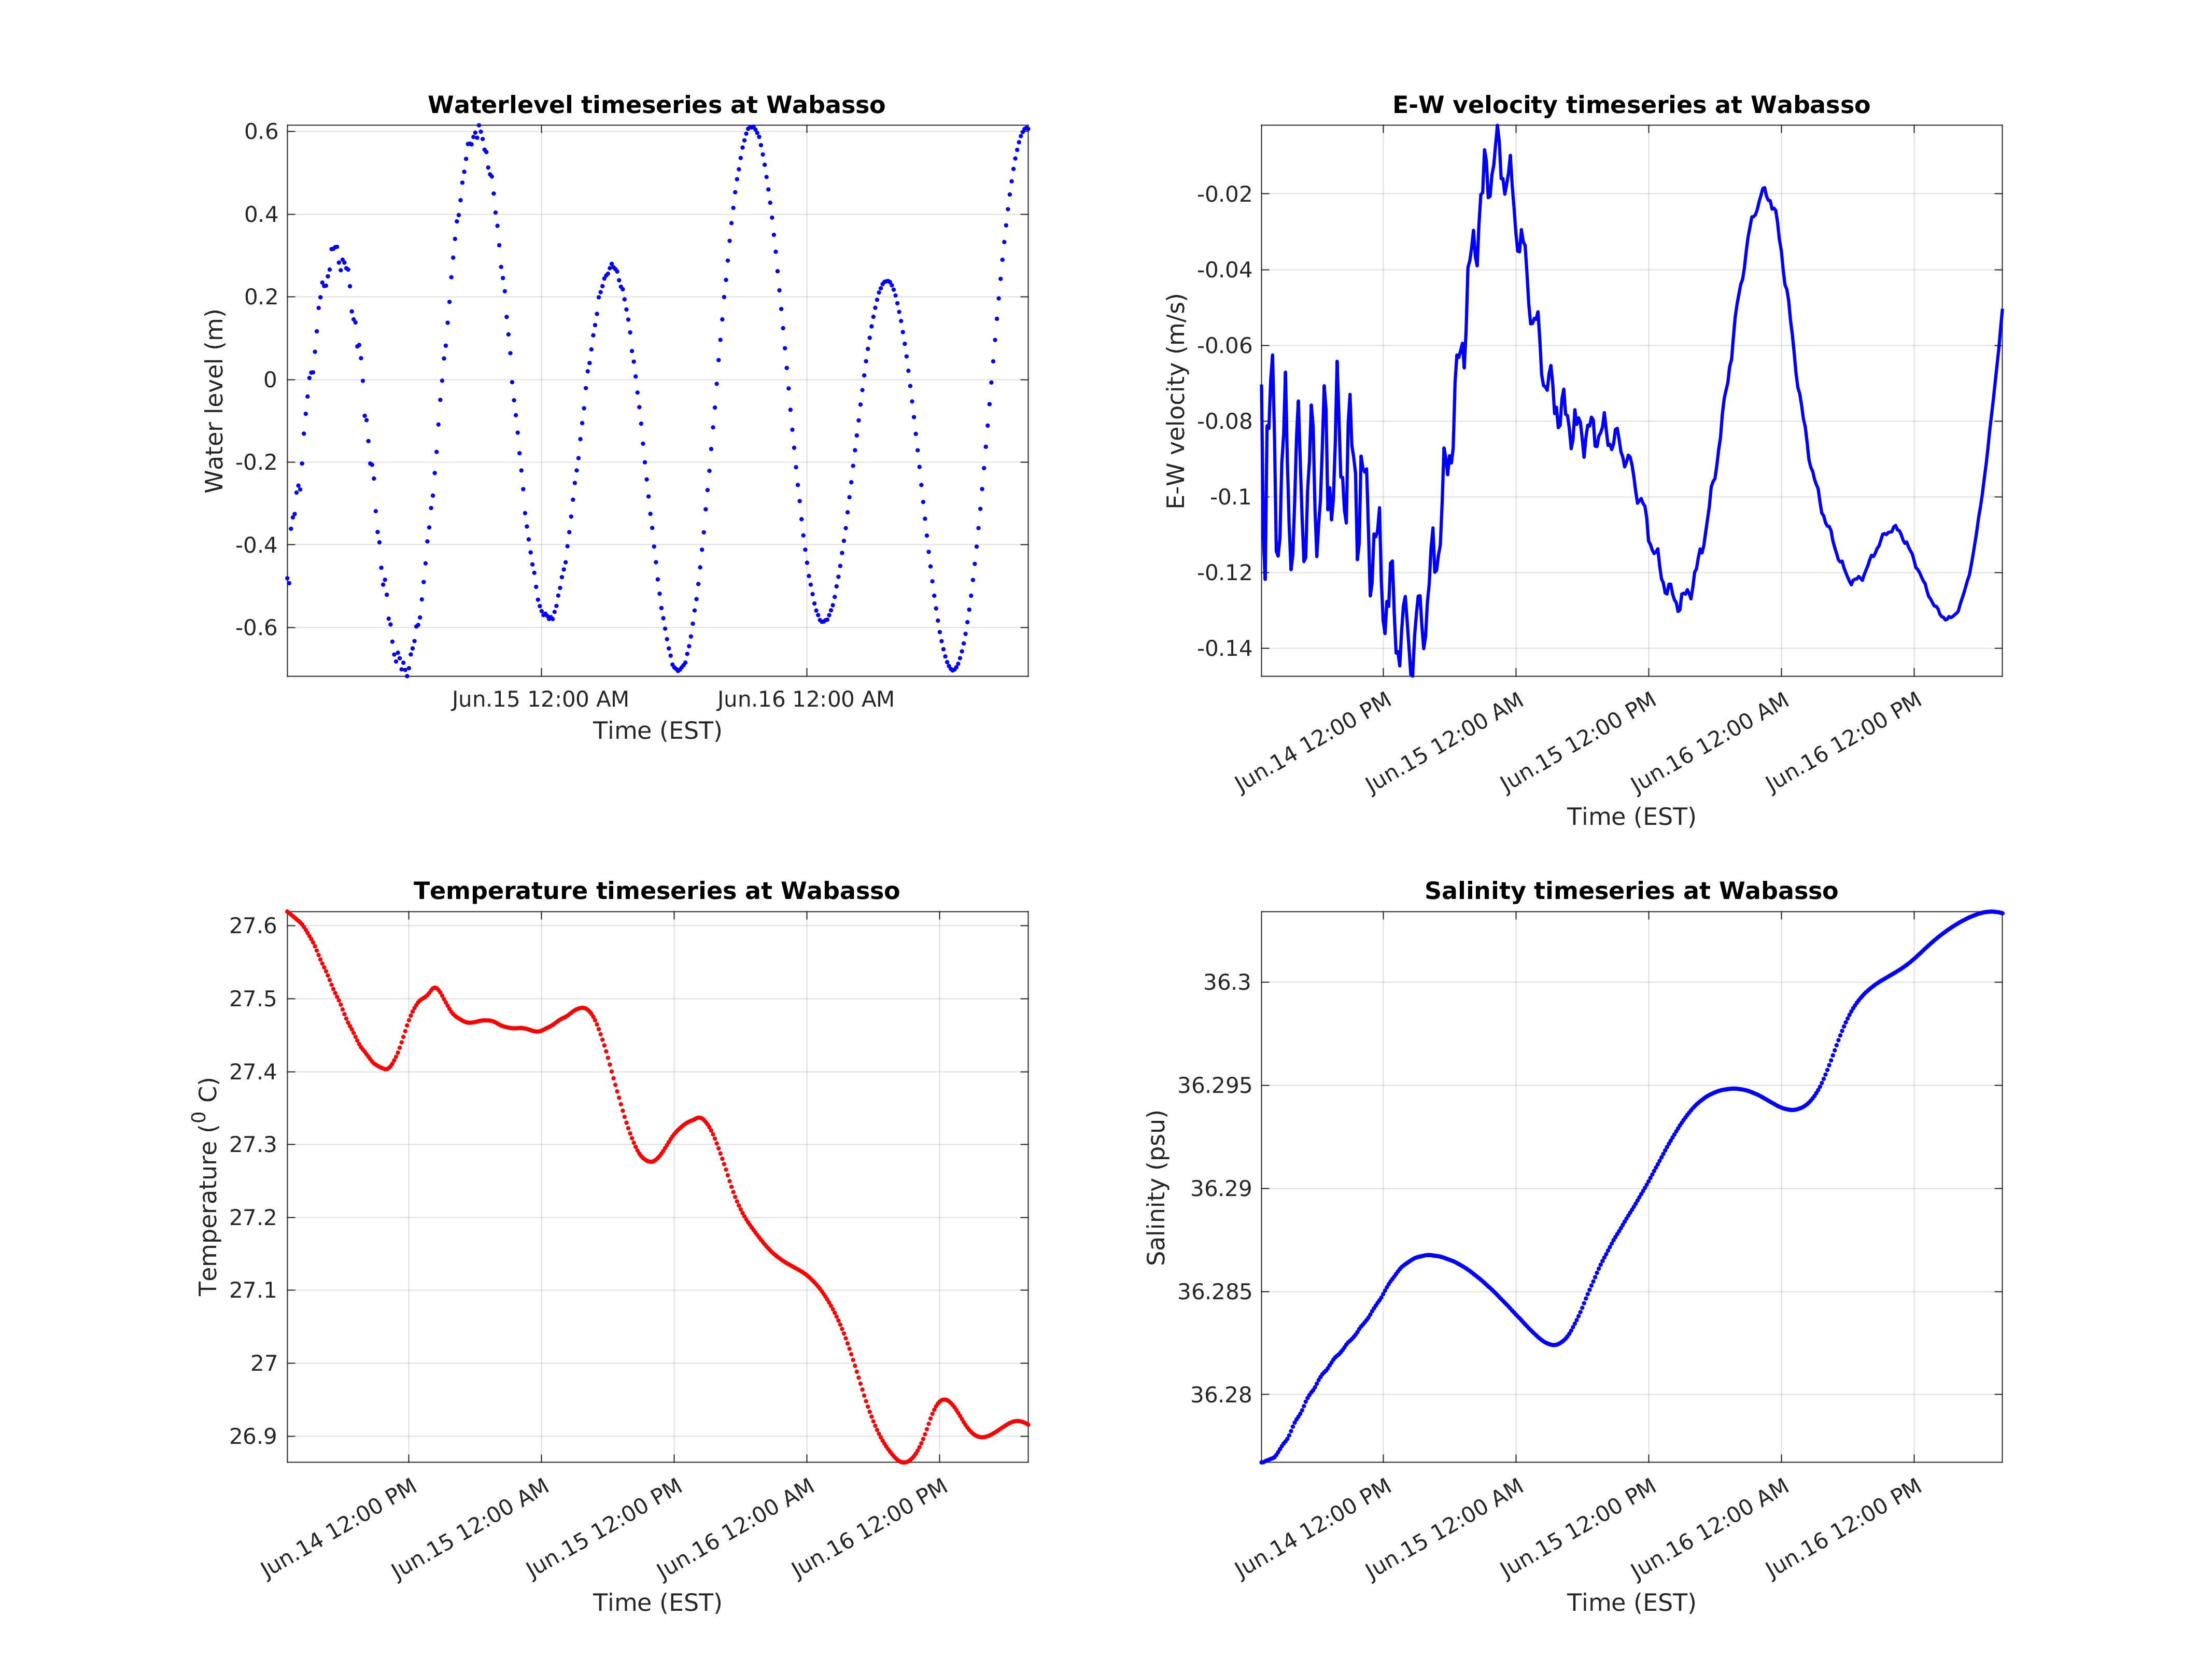 Waterlevel timeseries at Wabasso
0.6
0.4
0.2
0
-0.2
-0.4
-0.6
Water level (m)
Jun.15 12:00 AM
Jun.16 12:00 AM
Time (EST)
E-W velocity timeseries at Wabasso
-0.02
-0.04
-0.06
-0.08
-0.1
-0.12
-0.14
E-W velocity (m/s)
Jun.14 12:00 PM
Jun.15 12:00 AM
Jun.15 12:00 PM
Jun.16 12:00 AM
Jun.16 12:00 PM
Time (EST)
Temperature timeseries at Wabasso
27.6
27.5
27.4
27.3
27.2
27.1
27
26.9
Temperature (⁰ C)
Jun.14 12:00 PM
Jun.15 12:00 AM
Jun.15 12:00 PM
Jun.16 12:00 AM
Jun.16 12:00 PM
Time (EST)
Salinity timeseries at Wabasso
36.3
36.295
36.29
36.285
36.28
Salinity (psu)
Jun.14 12:00 PM
Jun.15 12:00 AM
Jun.15 12:00 PM
Jun.16 12:00 AM
Jun.16 12:00 PM
Time (EST)